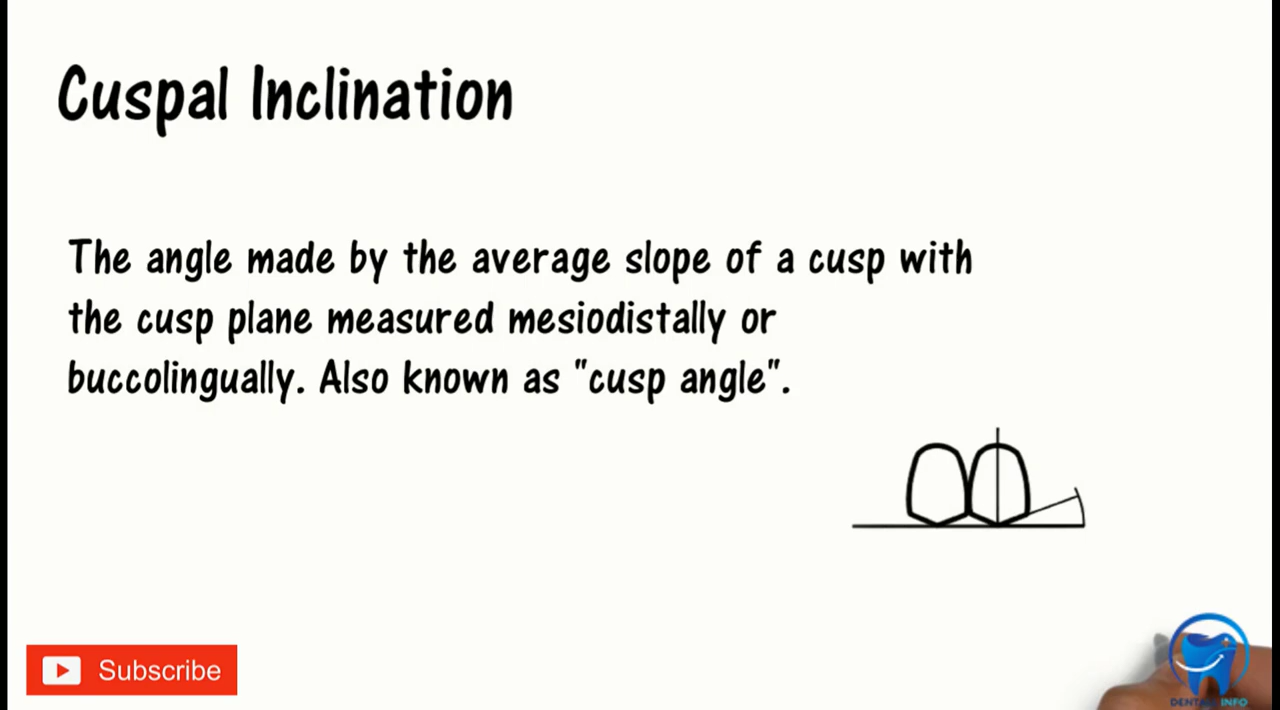 Cuspal Inclination
The angle made by the average slope of a cusp with
the cusp plane measured mesiodistally or
buccolingually. Also known as "cusp angle".
Subscribe
INFO